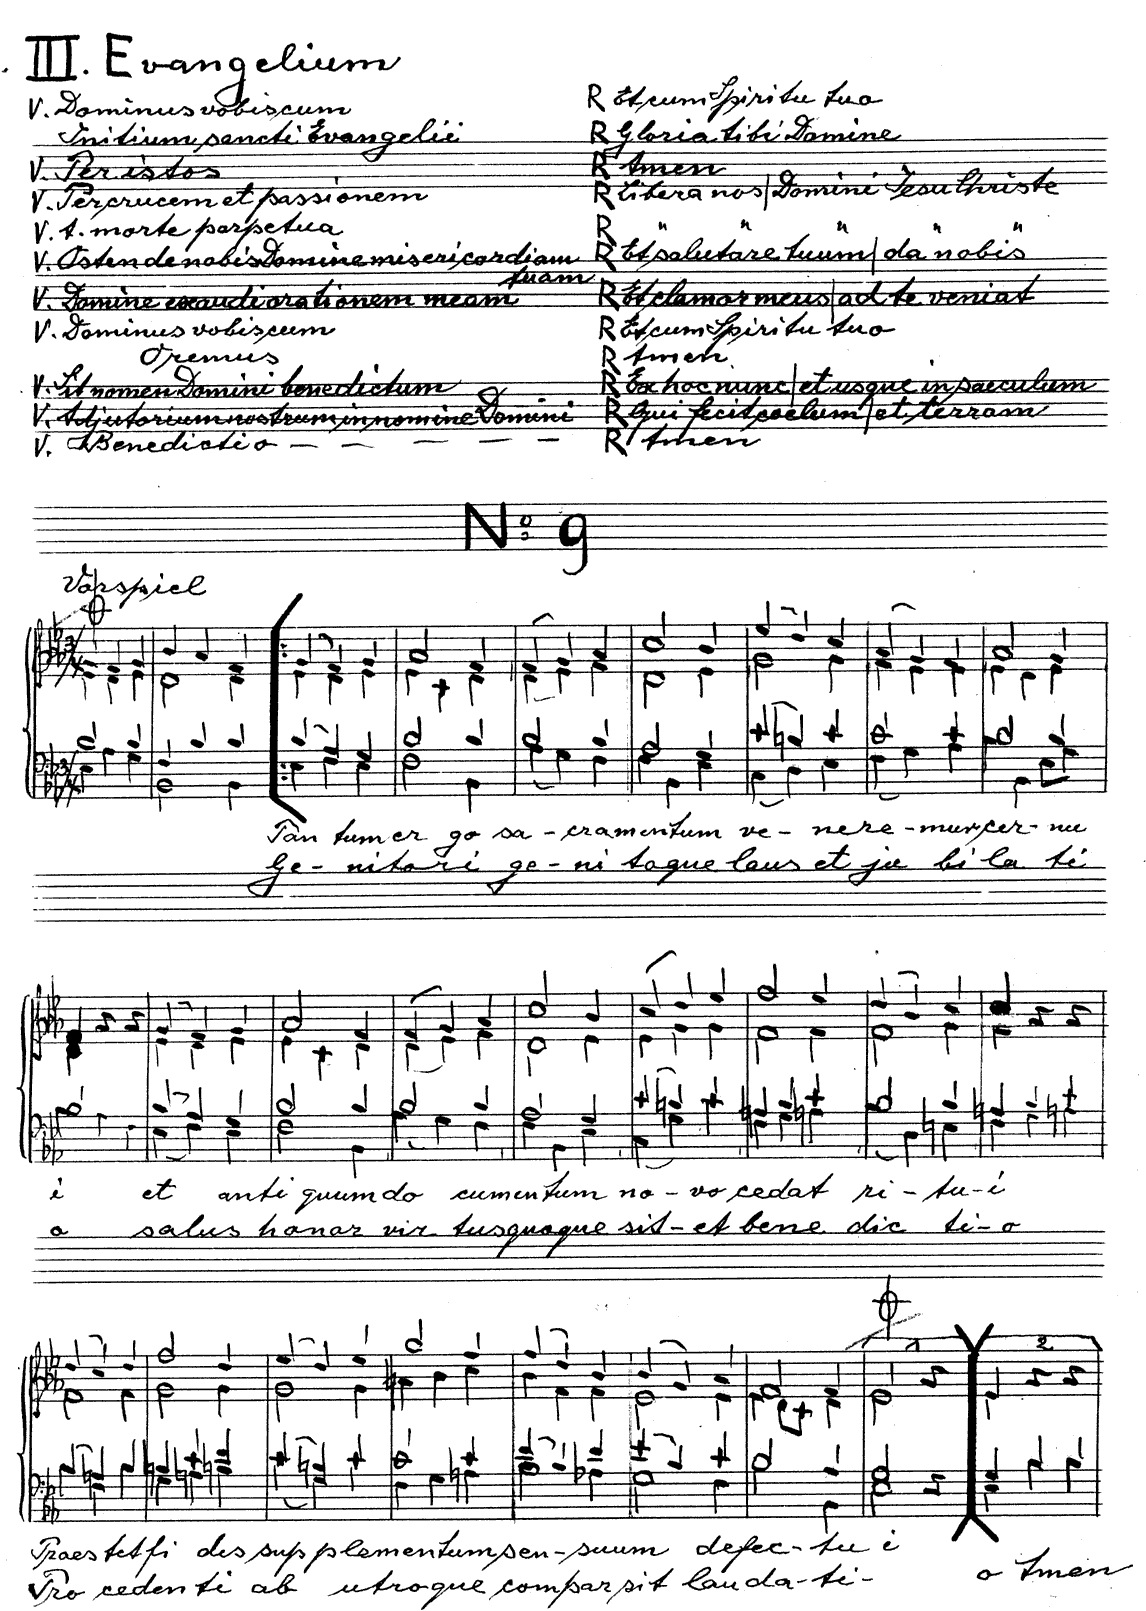 III. Evangelium
V. Dominus vobiscum R Et cum Spiritu tuo
Initium sancti Evangelii R Gloria tibi Domine
V. Per istos R Amen
V. Per crucem et passionem R Libera nos | Domini Jesu Christe
V. A. morte perpetua R " " " " "
V. Ostende nobis Domine misericordiam tuam R Et salutare tuum | da nobis
V. Domine exaudi orationem meam R Et clamor meus | ad te veniat
V. Dominus vobiscum R Et cum Spiritu tuo
Oremus R Amen
V. Sit nomen Domini benedictum R Ex hoc nunc | et usque in saeculum
V. Adjutorium nostrum in nomine Domini R Qui fecit coelum | et terram
V. Benedictio – – – – – – R Amen
No: 9
Vorspiel
Tan tum er go sa - cramentum ve - nere - mur cer - nu
Ge - nitori ge - ni toque laus et ju bi la ti
i et anti quum do cumentum no - vo cedat ri - tu - i
o salus honor vir tus quoque sit - et bene dic ti - o
2
Praes tet fi des sup plementum sen - suum defec - tu i
Pro cedenti ab utroque compar sit lauda - ti - o Amen